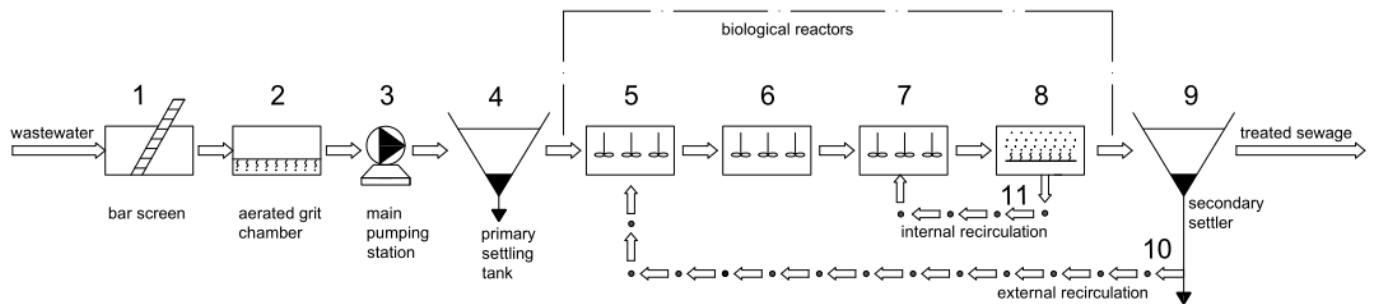 biological reactors
1
2
3
4
5
6
7
8
9
wastewater
treated sewage
11
bar screen
aerated grit
chamber
main
pumping
station
primary
settling
tank
internal recirculation
secondary
settler
10
external recirculation